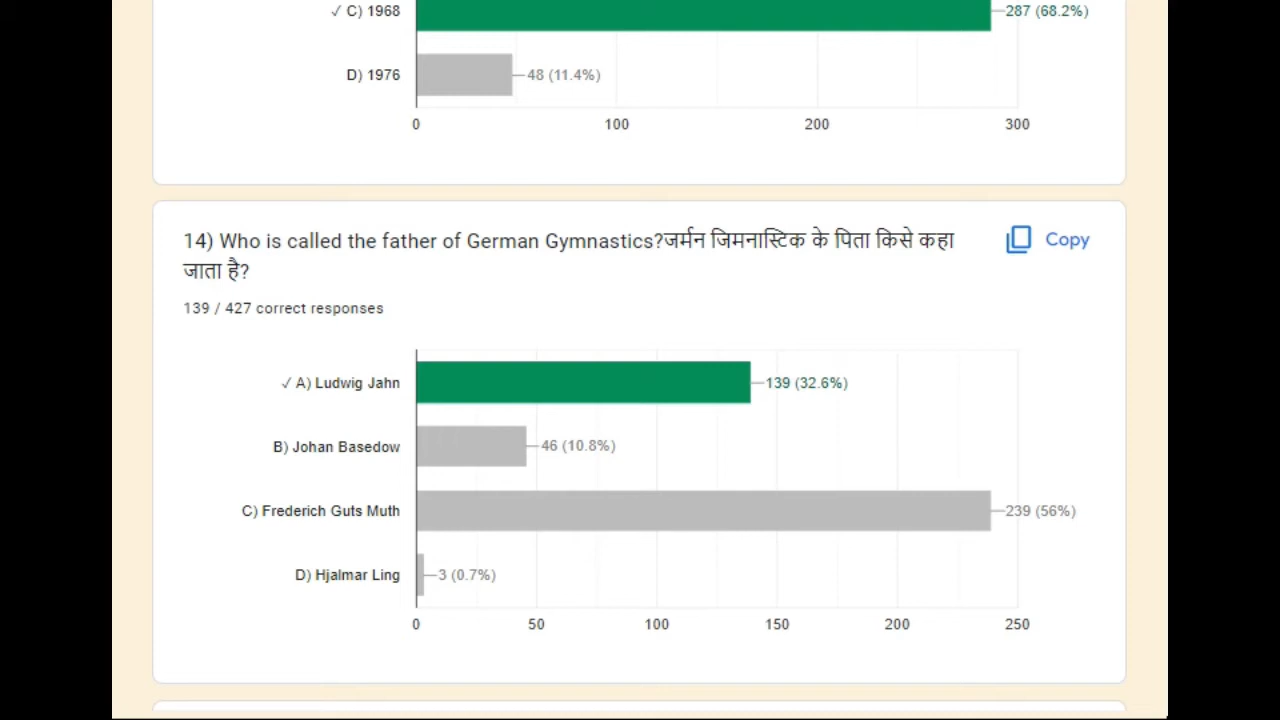 ✓ C) 1968
287 (68.2%)
D) 1976
48 (11.4%)
0 100 200 300
14) Who is called the father of German Gymnastics?जर्मन जिमनास्टिक के पिता किसे कहा
जाता है?
Copy
139 / 427 correct responses
✓ A) Ludwig Jahn
139 (32.6%)
B) Johan Basedow
46 (10.8%)
C) Frederich Guts Muth
239 (56%)
D) Hjalmar Ling
3 (0.7%)
0 50 100 150 200 250